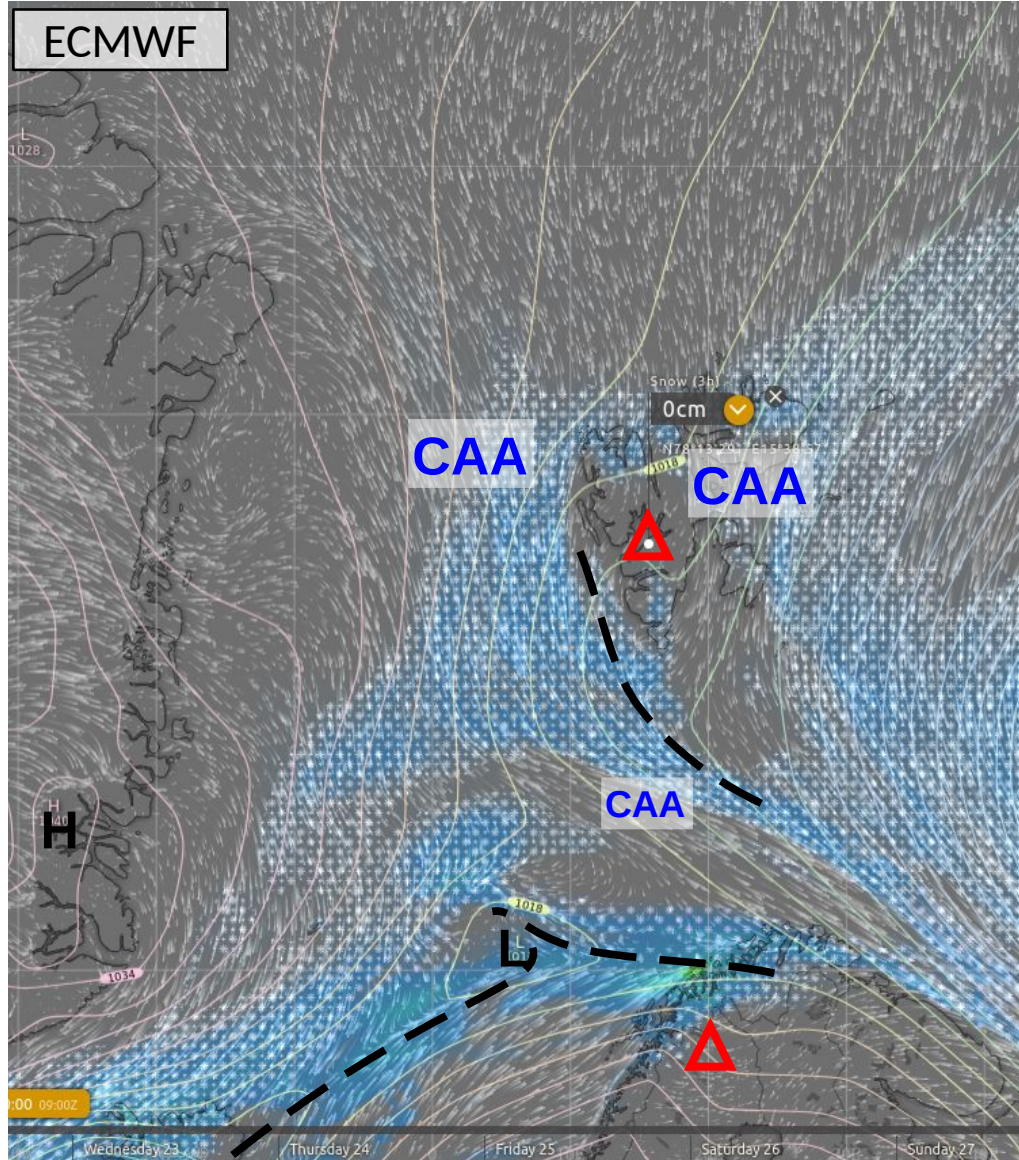 ECMWF
L
1028
Snow (3h)
0cm
CAA
1018
CAA
H
CAA
H
1018
L
L
1034
:00 09:00Z
Wednesday 23
Thursday 24
Friday 25
Saturday 26
Sunday 27